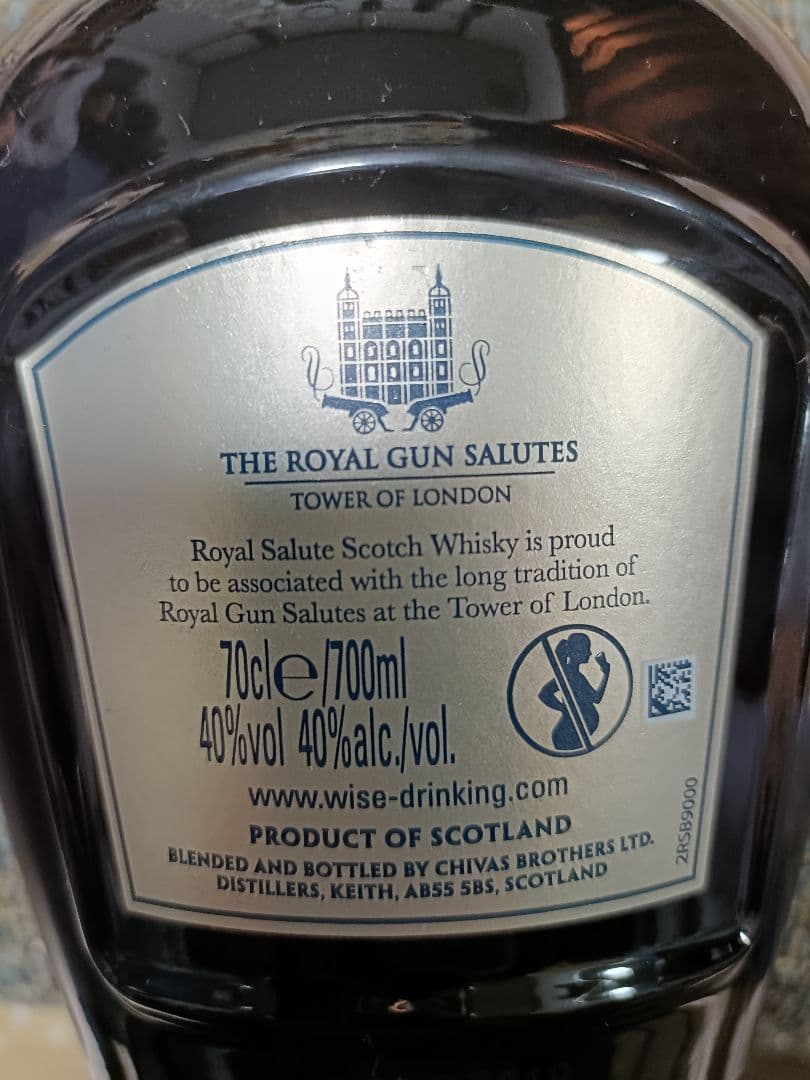 THE ROYAL GUN SALUTES
TOWER OF LONDON
Royal Salute Scotch Whisky is proud
to be associated with the long tradition of
Royal Gun Salutes at the Tower of London.
70cl℮/700ml
40%vol 40%alc./vol.
www.wise-drinking.com
PRODUCT OF SCOTLAND
BLENDED AND BOTTLED BY CHIVAS BROTHERS LTD.
DISTILLERS, KEITH, AB55 5BS, SCOTLAND
2RSB9000